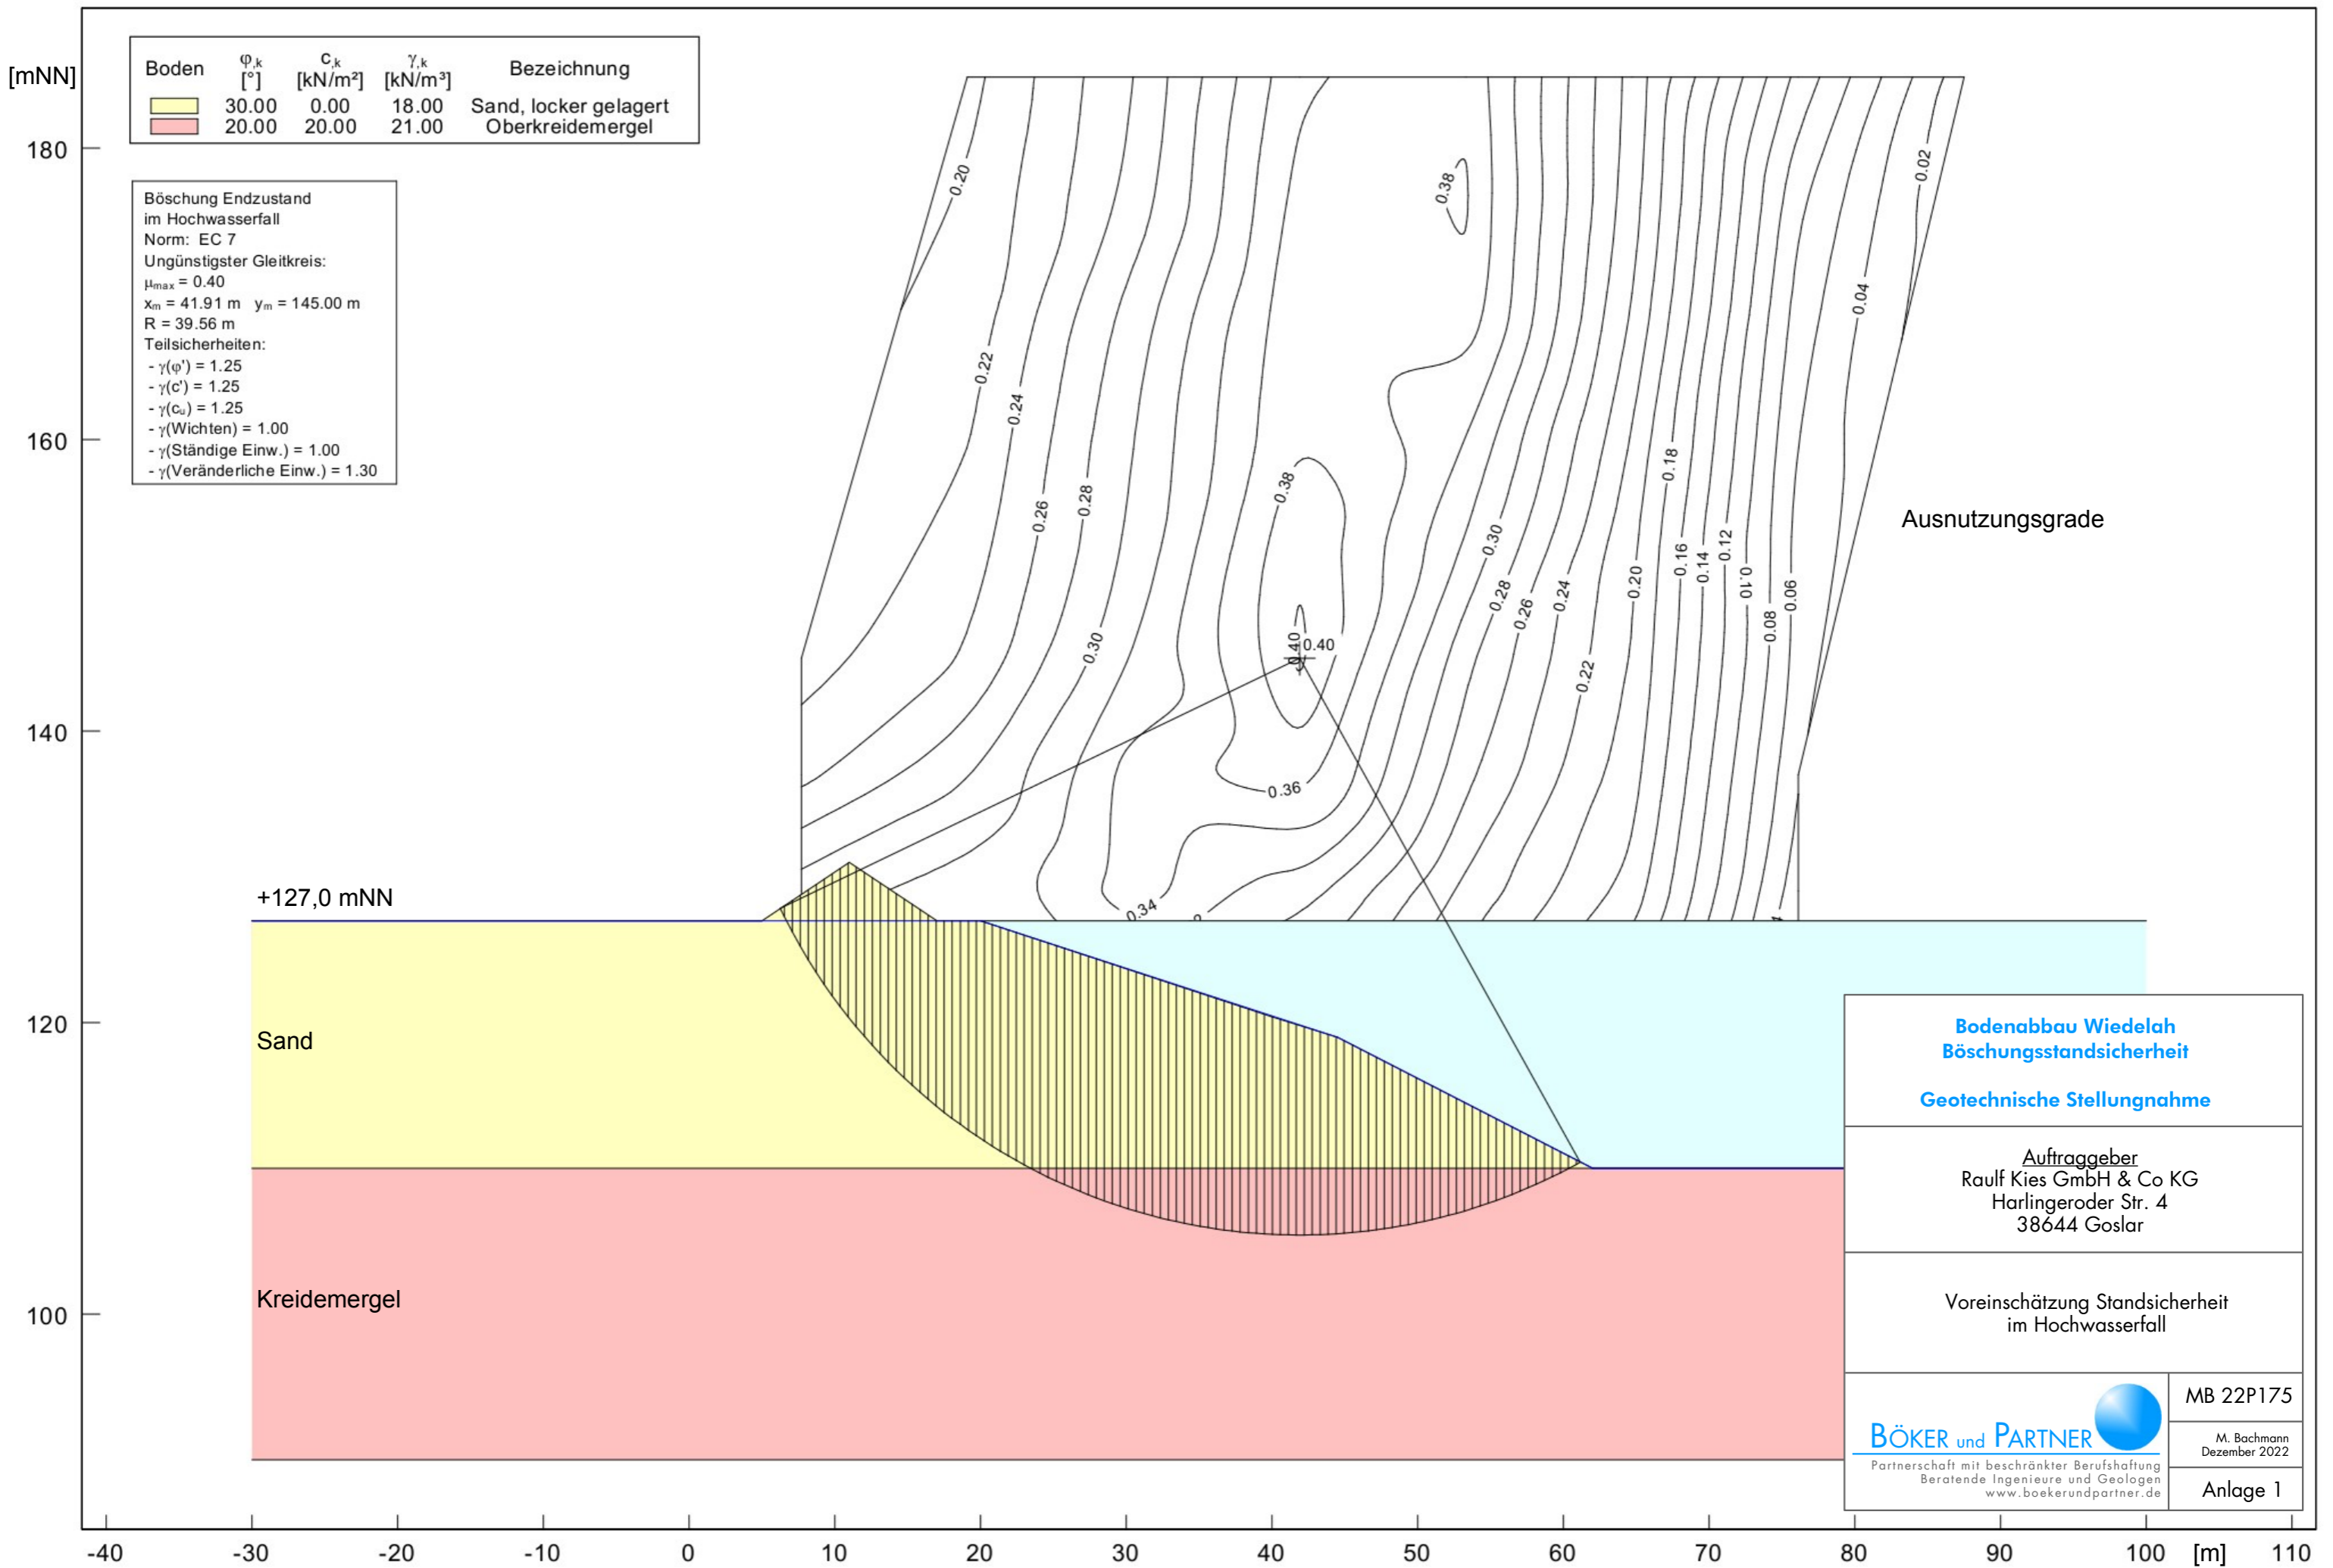 [mNN]
Boden φ,k c,k γ,k Bezeichnung
[°] [kN/m²] [kN/m³]
30.00 0.00 18.00 Sand, locker gelagert
20.00 20.00 21.00 Oberkreidemergel
Böschung Endzustand
im Hochwasserfall
Norm: EC 7
Ungünstigster Gleitkreis:
μmax = 0.40
xm = 41.91 m ym = 145.00 m
R = 39.56 m
Teilsicherheiten:
- γ(φ') = 1.25
- γ(c') = 1.25
- γ(cu) = 1.25
- γ(Wichten) = 1.00
- γ(Ständige Einw.) = 1.00
- γ(Veränderliche Einw.) = 1.30
180
160
140
120
100
0.20
0.22
0.24
0.26
0.28
0.30
0.38
0.38
0.40
0.40
0.36
0.34
0.30
0.28
0.26
0.24
0.22
0.20
0.18
0.16
0.14
0.12
0.10
0.08
0.06
0.04
0.02
Ausnutzungsgrade
+127,0 mNN
Sand
Kreidemergel
Bodenabbau Wiedelah
Böschungsstandsicherheit
Geotechnische Stellungnahme
Auftraggeber
Raulf Kies GmbH & Co KG
Harlingeroder Str. 4
38644 Goslar
Voreinschätzung Standsicherheit
im Hochwasserfall
BÖKER und PARTNER
Partnerschaft mit beschränkter Berufshaftung
Beratende Ingenieure und Geologen
www.boekerundpartner.de
MB 22P175
M. Bachmann
Dezember 2022
Anlage 1
-40 -30 -20 -10 0 10 20 30 40 50 60 70 80 90 100 [m] 110